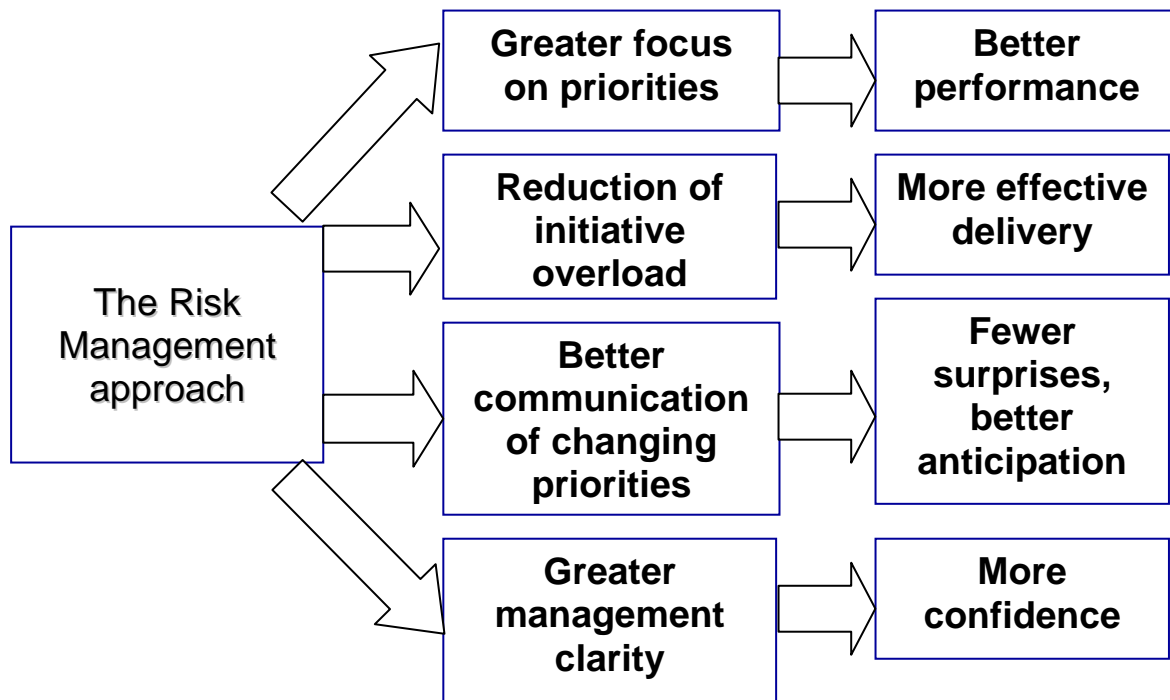 The Risk
Management
approach
Greater focus
on priorities
Better
performance
Reduction of
initiative
overload
More effective
delivery
Better
communication
of changing
priorities
Fewer
surprises,
better
anticipation
Greater
management
clarity
More
confidence